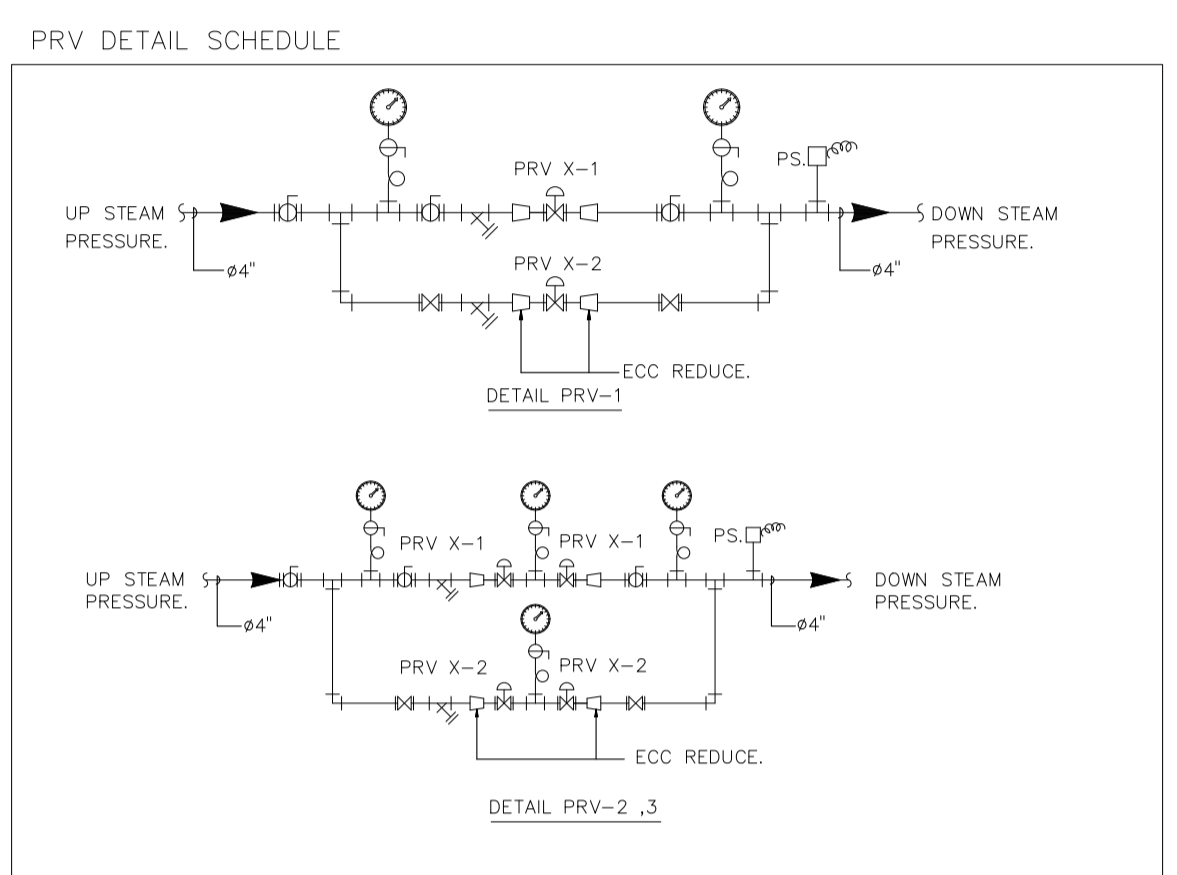 PRV DETAIL SCHEDULE
PRV X-1
PS.
UP STEAM
PRESSURE.
DOWN STEAM
PRESSURE.
ø4"
ø4"
PRV X-2
ECC REDUCE.
DETAIL PRV-1
PRV X-1
PRV X-1
PS.
UP STEAM
PRESSURE.
DOWN STEAM
PRESSURE.
ø4"
ø4"
PRV X-2
PRV X-2
ECC REDUCE.
DETAIL PRV-2 ,3